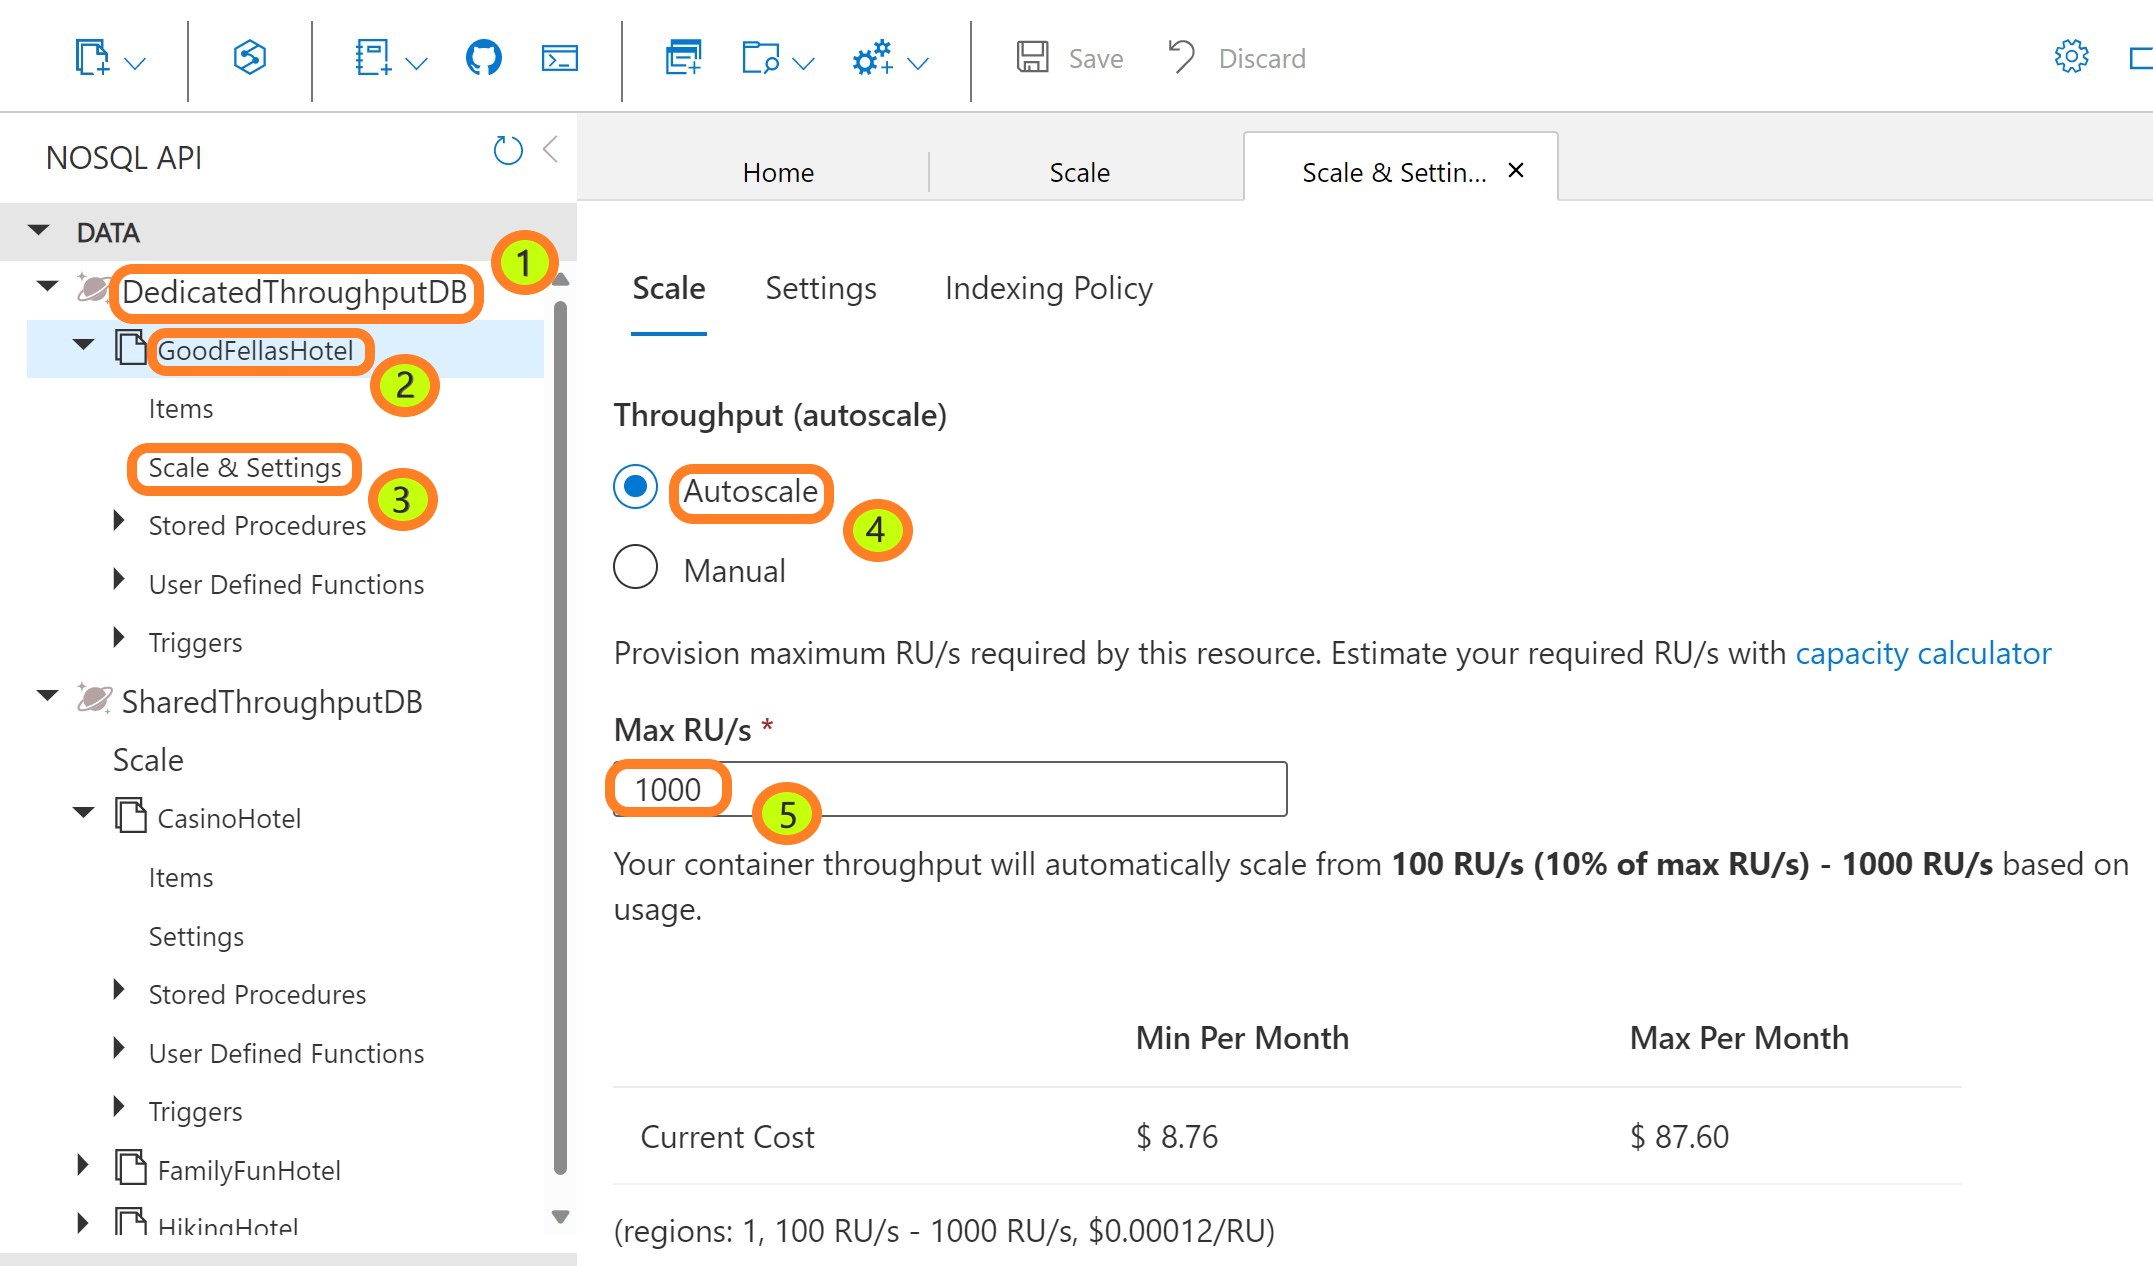 Save
Discard
NOSQL API
Home
Scale
Scale & Settin...
DATA
1
DedicatedThroughputDB
GoodFellasHotel
2
Items
Scale & Settings
3
Stored Procedures
User Defined Functions
Triggers
SharedThroughputDB
Scale
CasinoHotel
Items
Settings
Stored Procedures
User Defined Functions
Triggers
FamilyFunHotel
HikingHotel
Scale
Settings
Indexing Policy
Throughput (autoscale)
Autoscale
4
Manual
Provision maximum RU/s required by this resource. Estimate your required RU/s with capacity calculator
Max RU/s *
1000
5
Your container throughput will automatically scale from 100 RU/s (10% of max RU/s) - 1000 RU/s based on
usage.
Min Per Month
Max Per Month
Current Cost
$ 8.76
$ 87.60
(regions: 1, 100 RU/s - 1000 RU/s, $0.00012/RU)